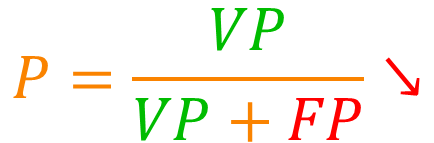 P = VP / (VP + FP) ↘